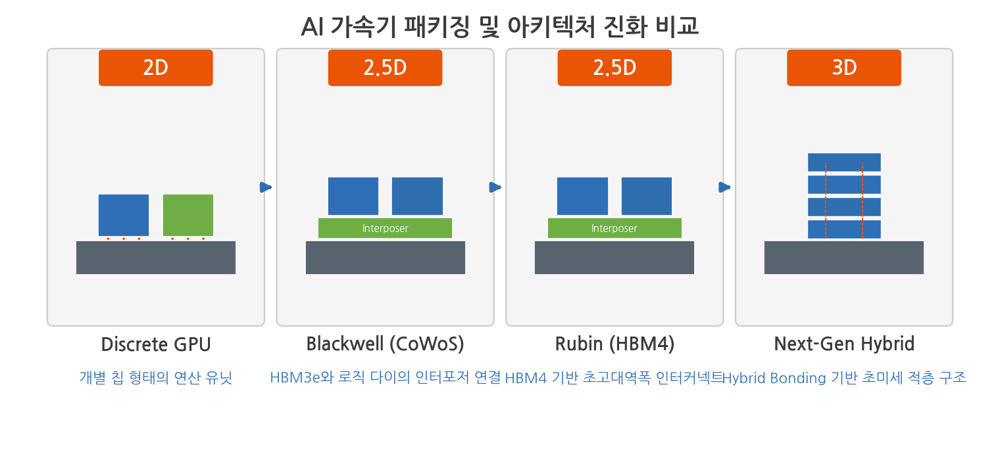 AI 가속기 패키징 및 아키텍처 진화 비교
2D
2.5D
2.5D
3D
Interposer
Interposer
Discrete GPU
Blackwell (CoWoS)
Rubin (HBM4)
Next-Gen Hybrid
개별 칩 형태의 연산 유닛
HBM3e와 로직 다이의 인터포저 연결
HBM4 기반 초고대역폭 인터커넥트
Hybrid Bonding 기반 초미세 적층 구조